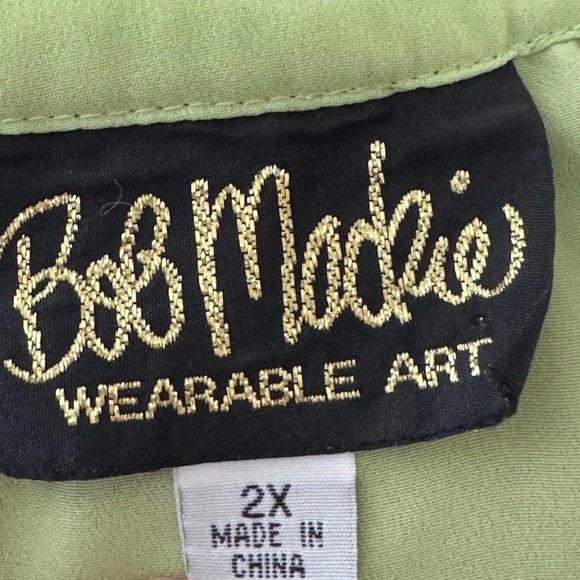 Bob Mackie
WEARABLE ART
2X
MADE IN
CHINA